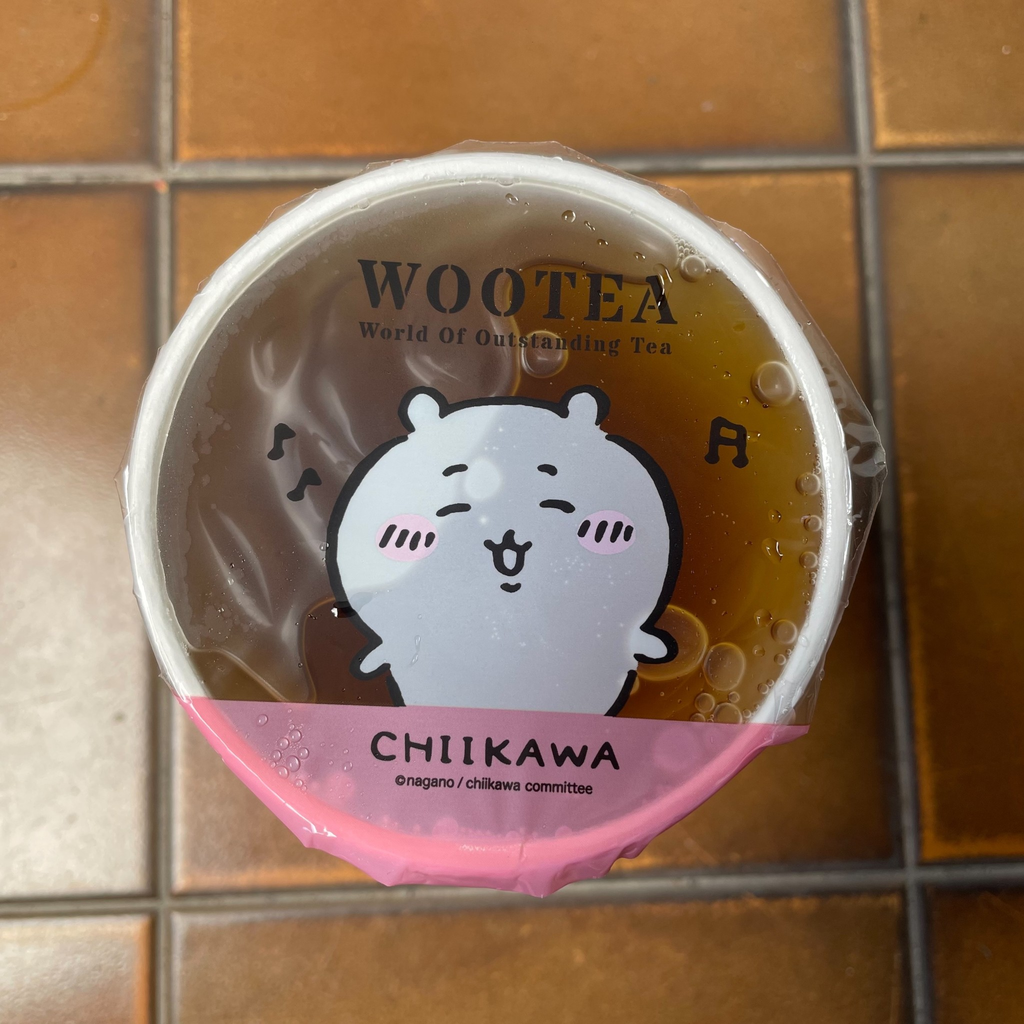 WOOTEA
World Of Outstanding Tea
CHIIKAWA
©nagano / chiikawa committee